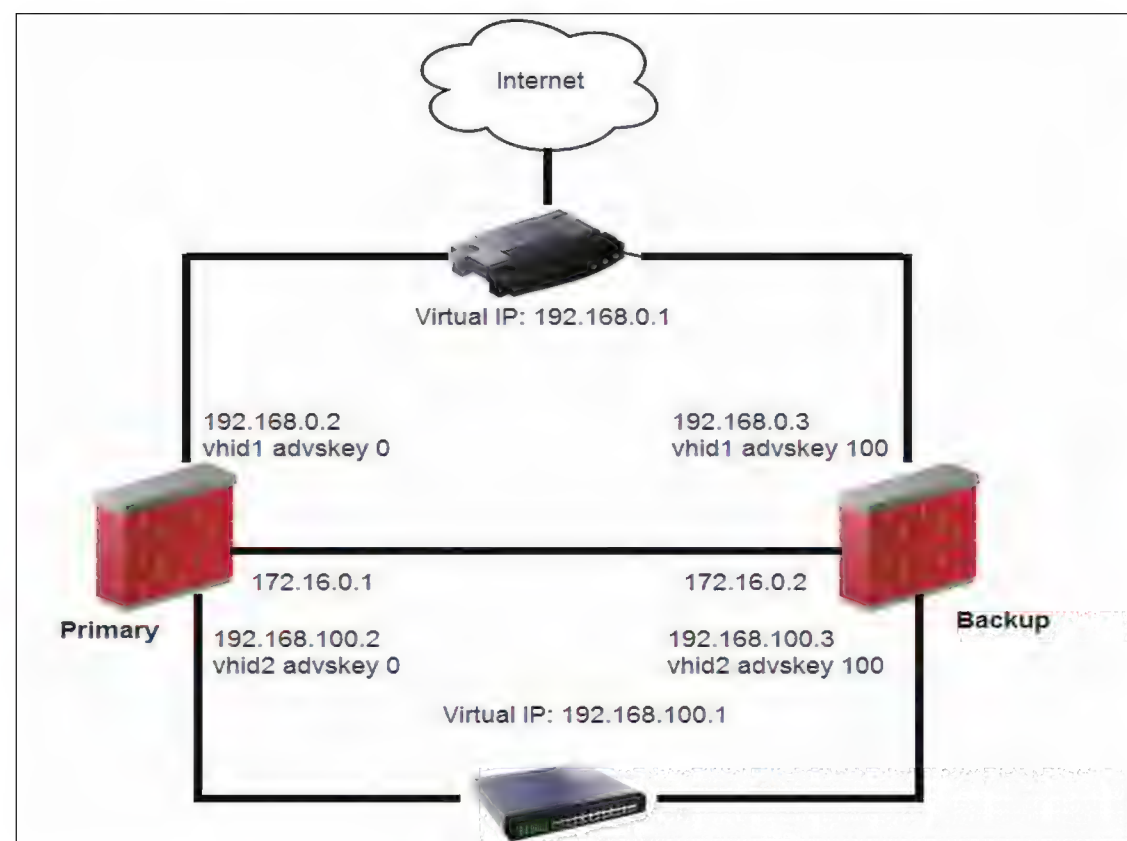 Internet
Virtual IP: 192.168.0.1
192.168.0.2
vhid1 advskey 0
192.168.0.3
vhid1 advskey 100
172.16.0.1
172.16.0.2
Primary
Backup
192.168.100.2
vhid2 advskey 0
192.168.100.3
vhid2 advskey 100
Virtual IP: 192.168.100.1